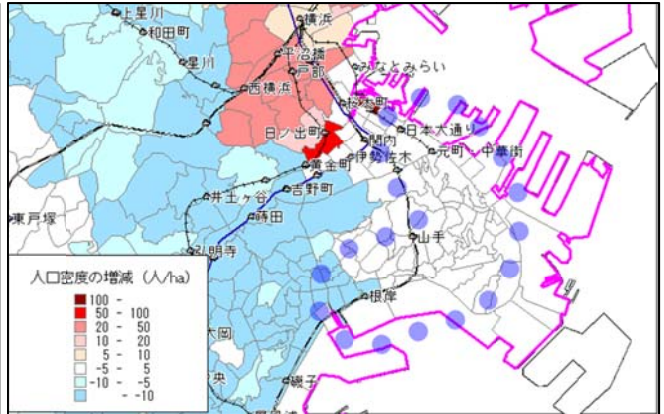 上星川
横浜
和田町
平沼橋
みなとみらい
星川
戸部
西横浜
桜木町
日ノ出町
関内
日本大通り
伊勢佐木
元町・中華街
黄金町
井土ヶ谷
吉野町
東戸塚
蒔田
弘明寺
山手
人口密度の増減 (人/ha)
100 -
50 - 100
20 - 50
10 - 20
5 - 10
-5 - 5
-10 - -5
- -10
根岸
大岡
央
磯子